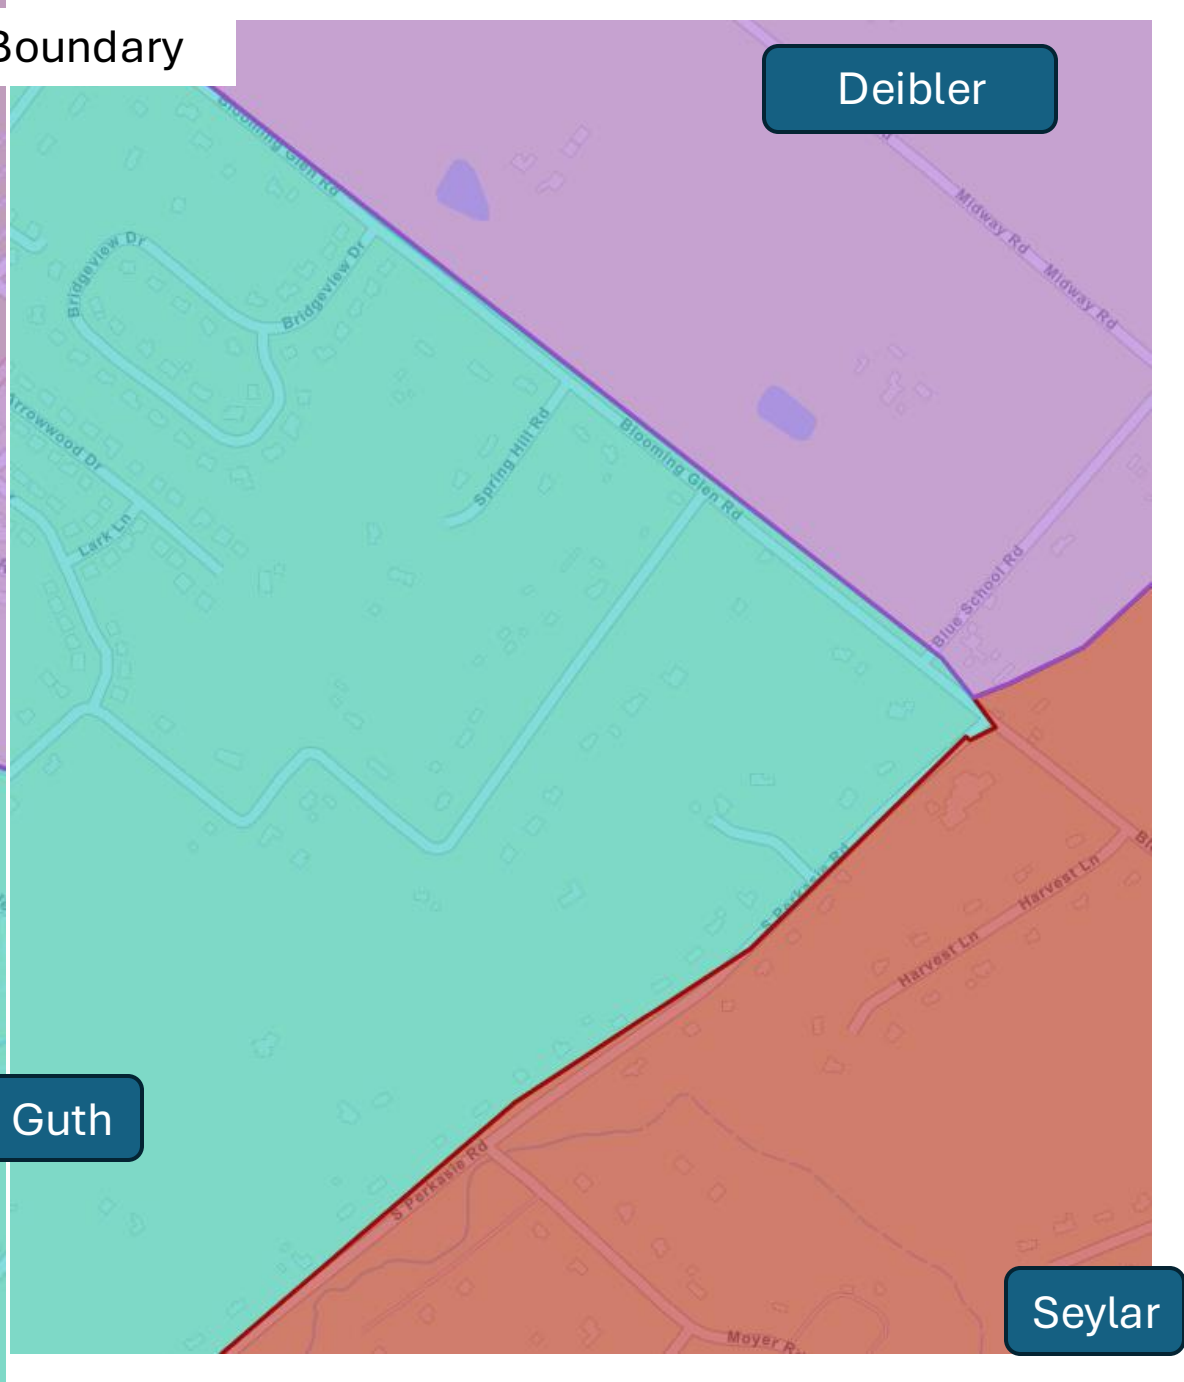 Boundary
Deibler
Blooming Glen Rd
Midway Rd
Midway Rd
Bridgeview Dr
Bridgeview Dr
Arrowwood Dr
Spring Hill Rd
Blooming Glen Rd
Lark Ln
Blue School Rd
S Perkasie Rd
Harvest Ln
Harvest Ln
Guth
S Perkasie Rd
Seylar
Moyer R